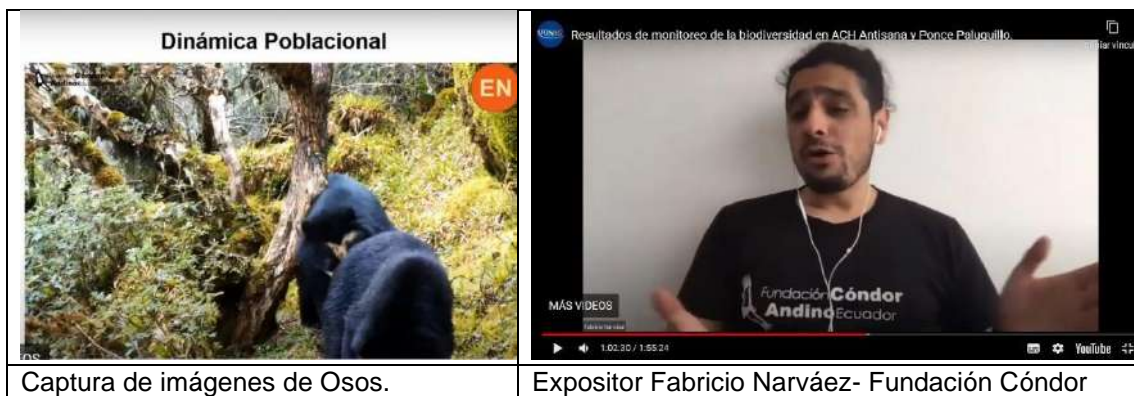 Dinámica Poblacional
EN
Resultados de monitoreo de la biodiversidad en ACH Antisana y Ponce Paluguillo.
Fundación Cóndor
Andino Ecuador
MÁS VIDEOS
1:02:30 / 1:55:24
YouTube
Captura de imágenes de Osos.
Expositor Fabricio Narváez- Fundación Cóndor